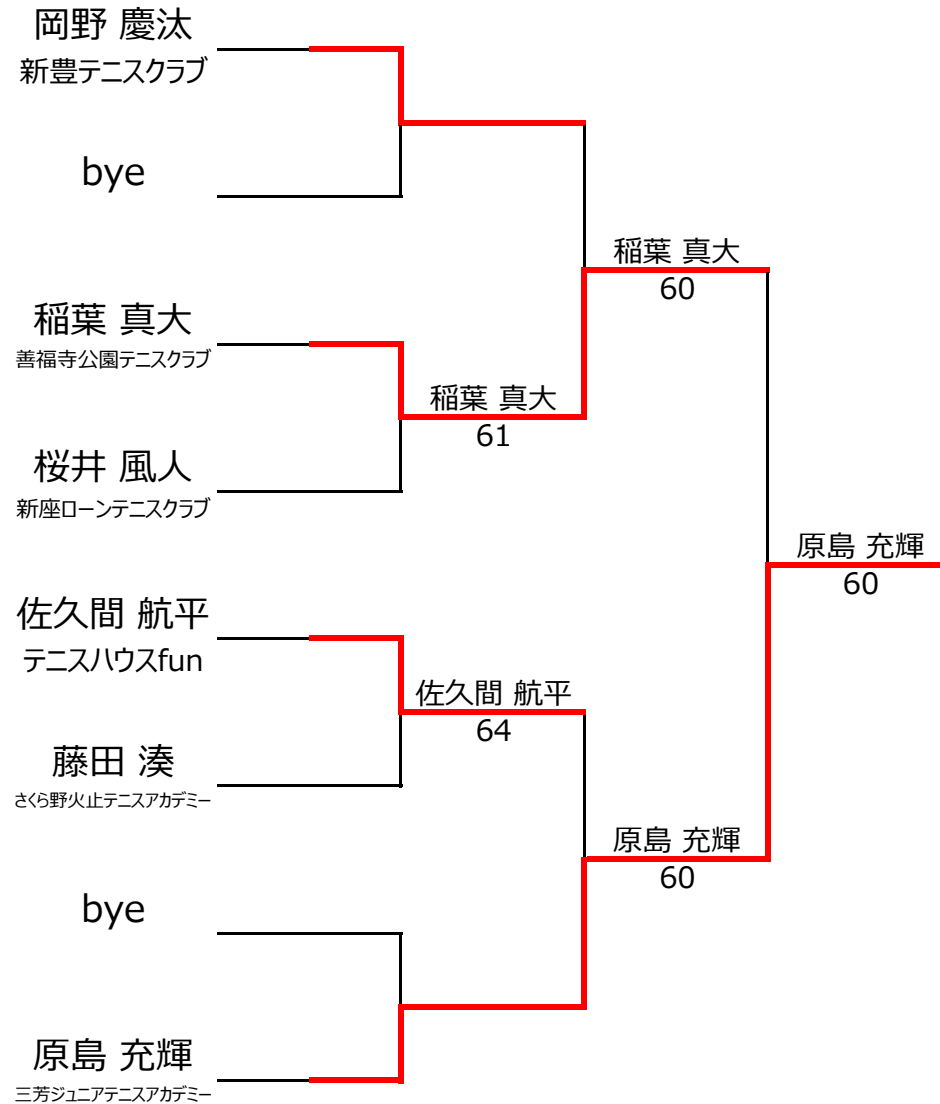 岡野 慶汰
新豊テニスクラブ
bye
稲葉 真大
60
稲葉 真大
善福寺公園テニスクラブ
稲葉 真大
61
桜井 風人
新座ローンテニスクラブ
原島 充輝
60
佐久間 航平
テニスハウスfun
佐久間 航平
64
藤田 湊
さくら野火止テニスアカデミー
原島 充輝
60
bye
原島 充輝
三芳ジュニアテニスアカデミー